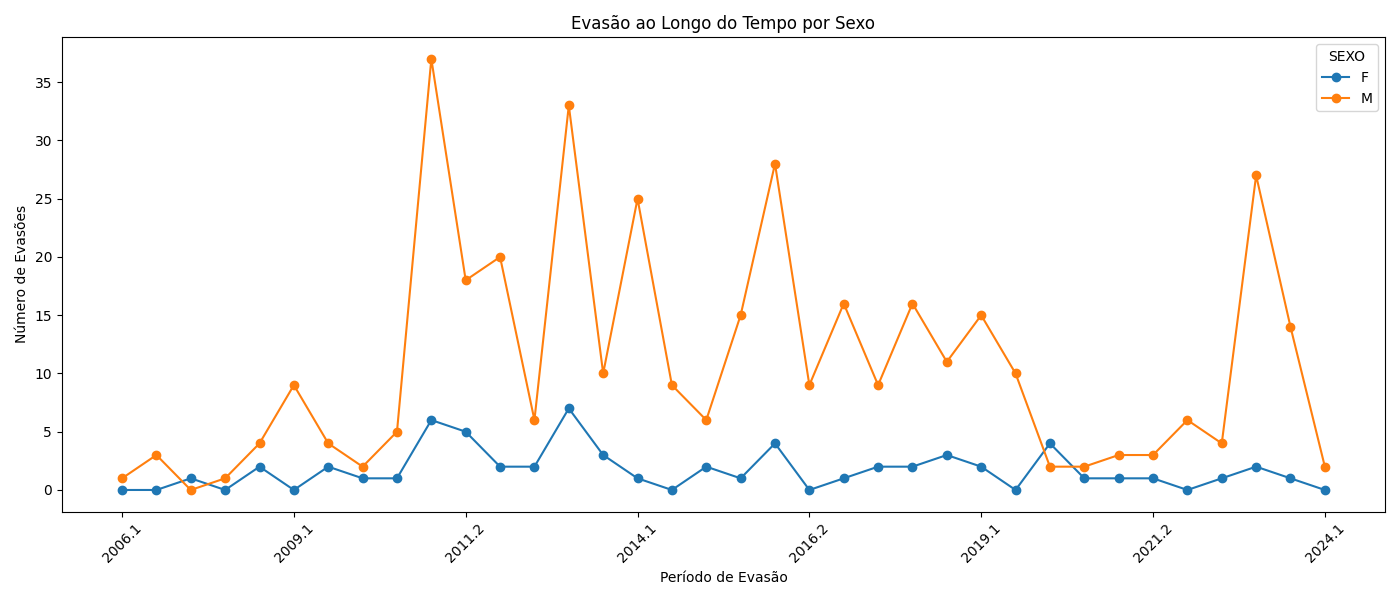 Evasão ao Longo do Tempo por Sexo
SEXO
F
M
Número de Evasões
35
30
25
20
15
10
5
0
2006.1
2009.1
2011.2
2014.1
2016.2
2019.1
2021.2
2024.1
Período de Evasão